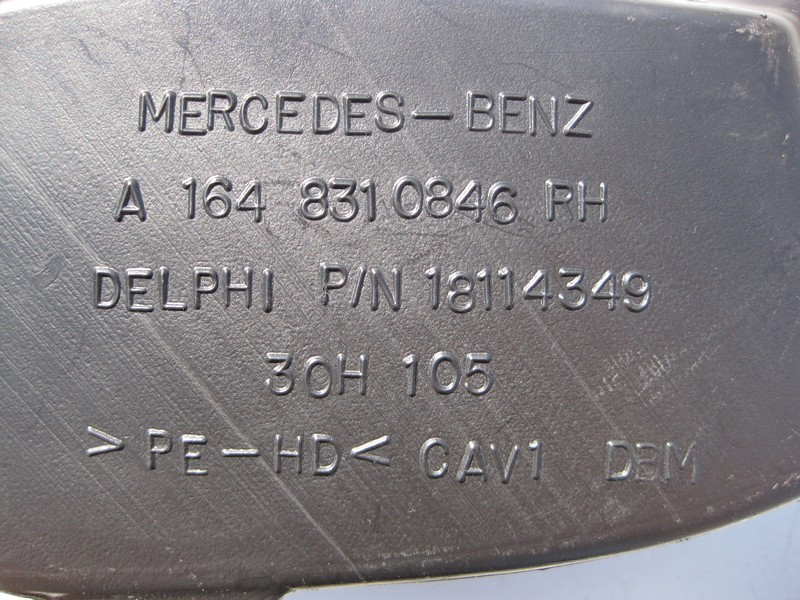 MERCEDES-BENZ
A 164 831 0846 RH
DELPHI P/N 18114349
30H 105
>PE-HD< CAV1 DBM